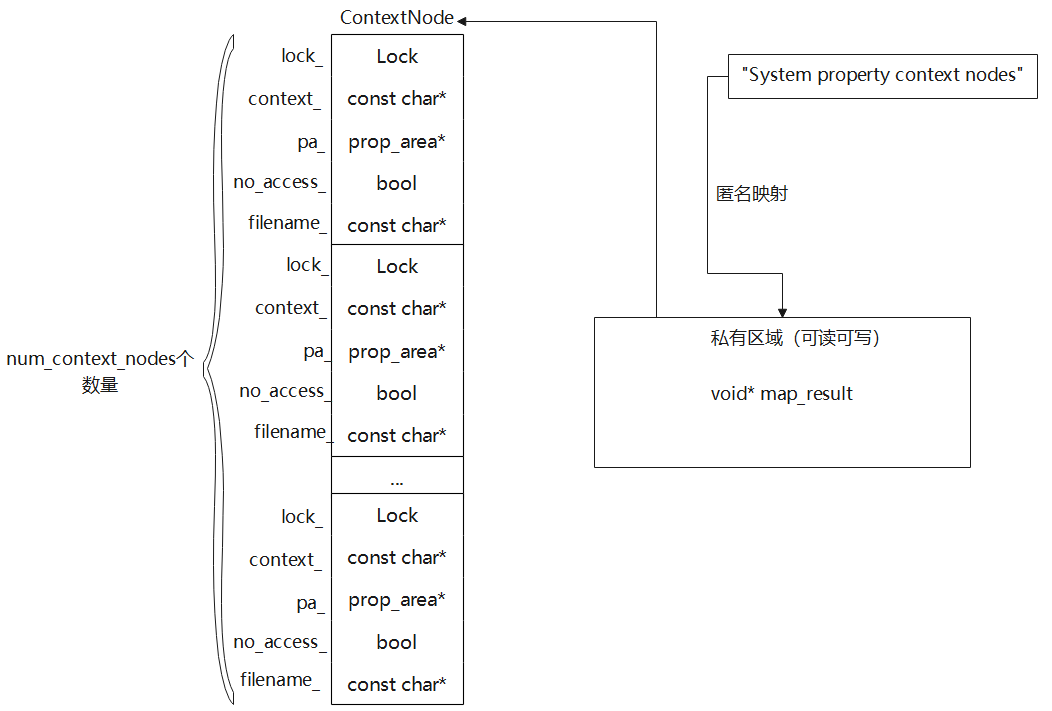 ContextNode
lock_ Lock
context_ const char*
pa_ prop_area*
no_access_ bool
filename_ const char*
lock_ Lock
context_ const char*
pa_ prop_area*
no_access_ bool
filename_ const char*
...
lock_ Lock
context_ const char*
pa_ prop_area*
no_access_ bool
filename_ const char*
num_context_nodes个
数量
"System property context nodes"
匿名映射
私有区域（可读可写）
void* map_result